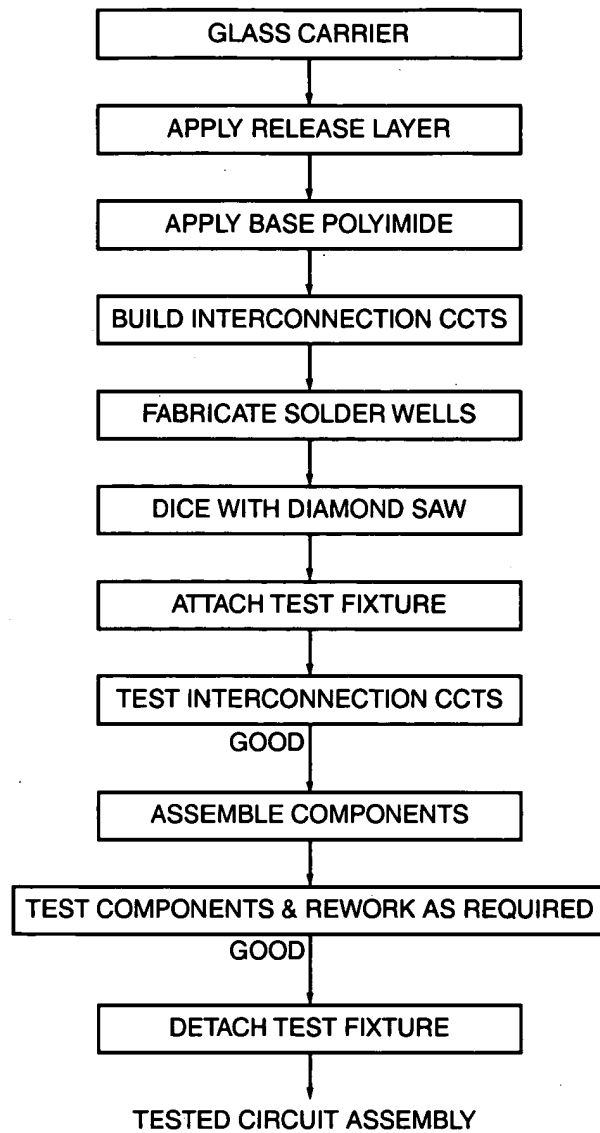 GLASS CARRIER
APPLY RELEASE LAYER
APPLY BASE POLYIMIDE
BUILD INTERCONNECTION CCTS
FABRICATE SOLDER WELLS
DICE WITH DIAMOND SAW
ATTACH TEST FIXTURE
TEST INTERCONNECTION CCTS
GOOD
ASSEMBLE COMPONENTS
TEST COMPONENTS & REWORK AS REQUIRED
GOOD
DETACH TEST FIXTURE
TESTED CIRCUIT ASSEMBLY